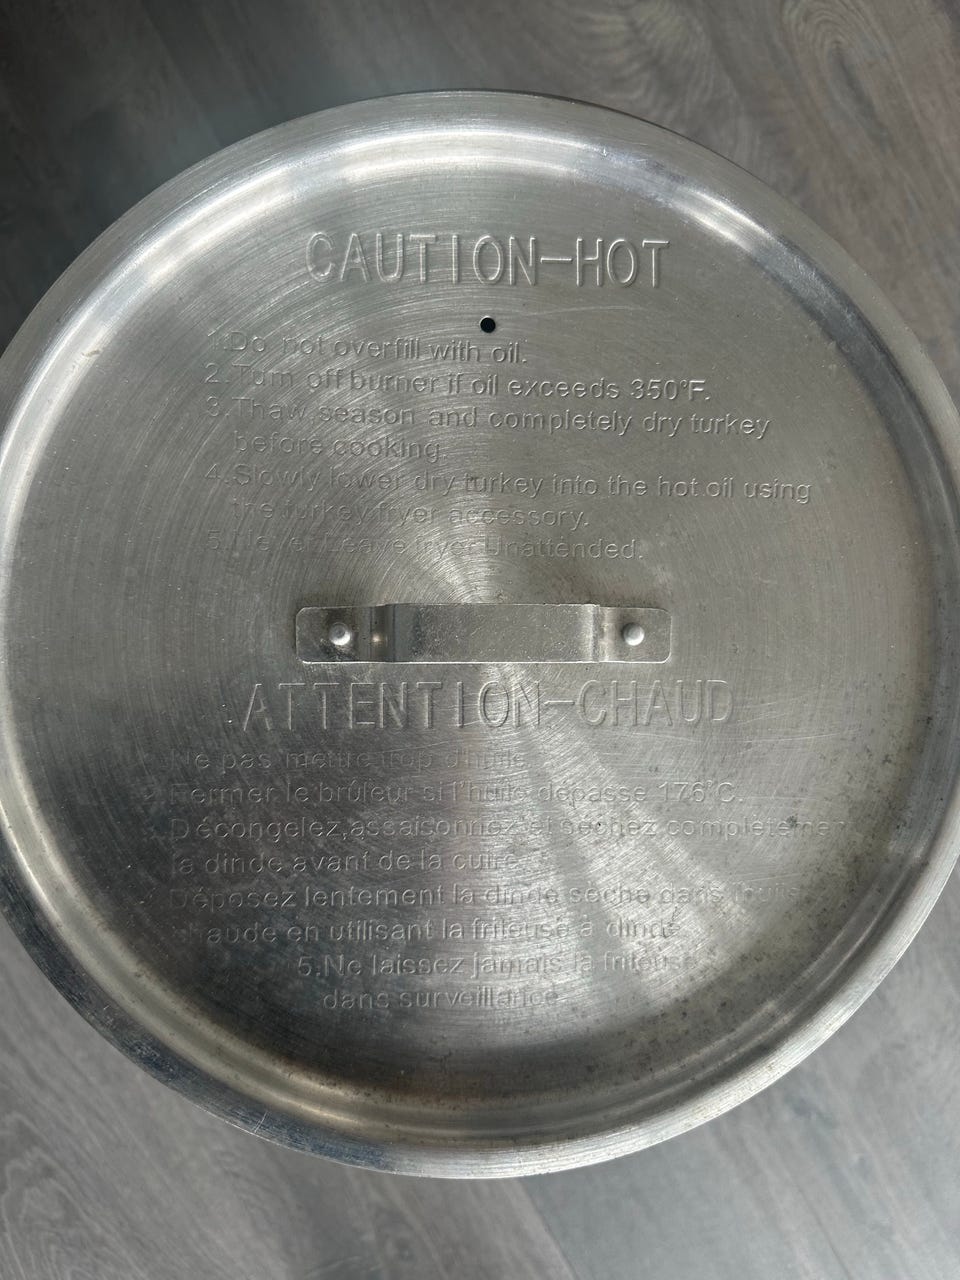 CAUTION-HOT
1.Do not overfill with oil.
2.Turn off burner if oil exceeds 350°F.
3.Thaw,season and completely dry turkey
before cooking.
4.Slowly lower dry turkey into the hot oil using
the turkey fryer accessory.
5.Never Leave fryer Unattended.
ATTENTION-CHAUD
Ne pas mettre trop d'huile.
Fermer le brûleur si l'huile dépasse 176°C.
Décongelez,assaisonnez et séchez
la dinde avant de la cuire
Déposez lentement la dinde sèche dans
chaude en utilisant la friteuse à dinde
5.Ne laissez jamais la friteuse
dans surveillance